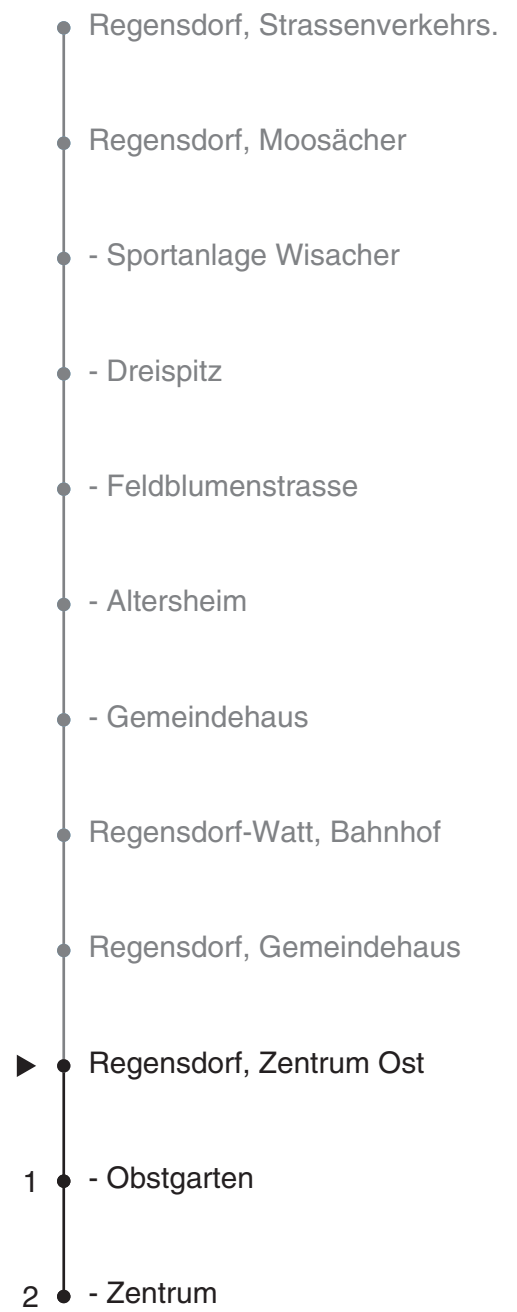 Regensdorf, Strassenverkehrs.
Regensdorf, Moosächer
- Sportanlage Wisacher
- Dreispitz
- Feldblumenstrasse
- Altersheim
- Gemeindehaus
Regensdorf-Watt, Bahnhof
Regensdorf, Gemeindehaus
Regensdorf, Zentrum Ost
1 - Obstgarten
2 - Zentrum